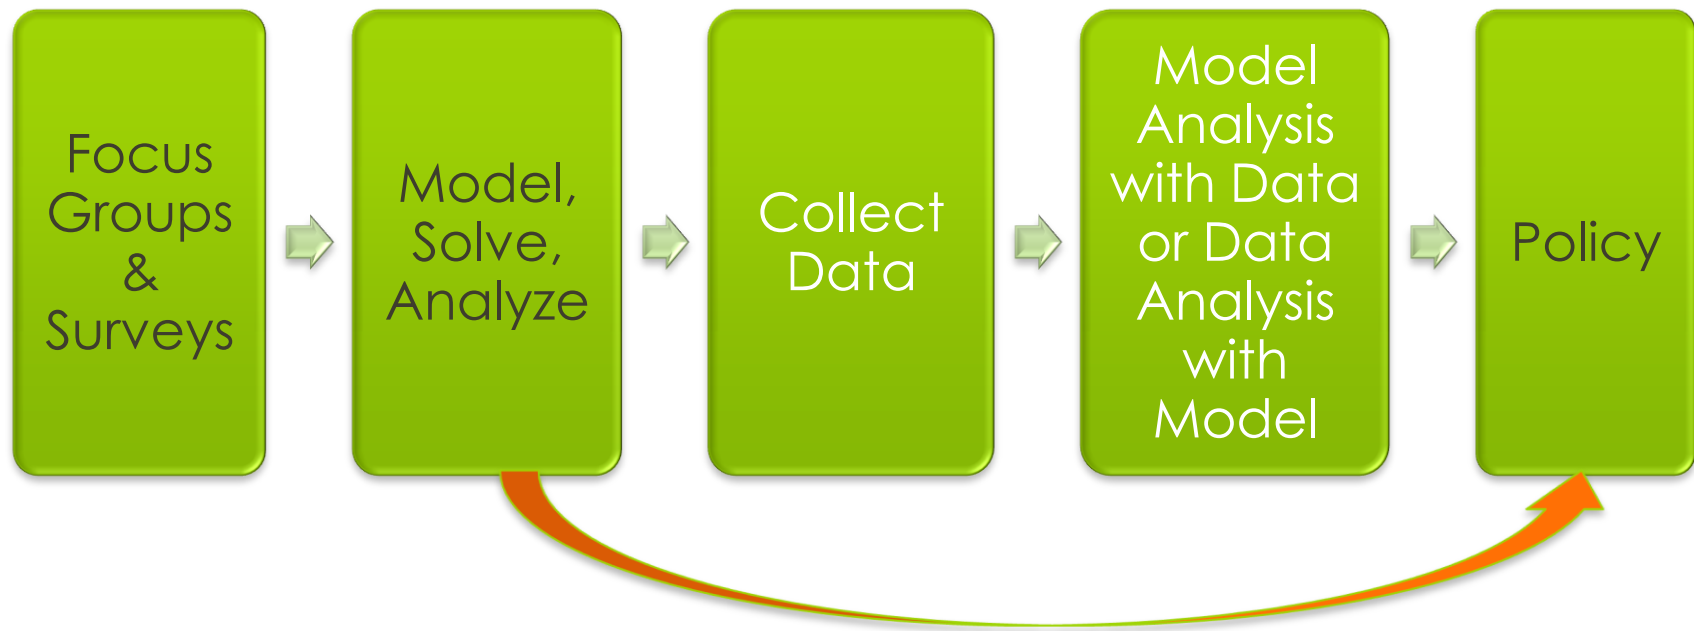 Focus
Groups
&
Surveys
Model,
Solve,
Analyze
Collect
Data
Model
Analysis
with Data
or Data
Analysis
with
Model
Policy